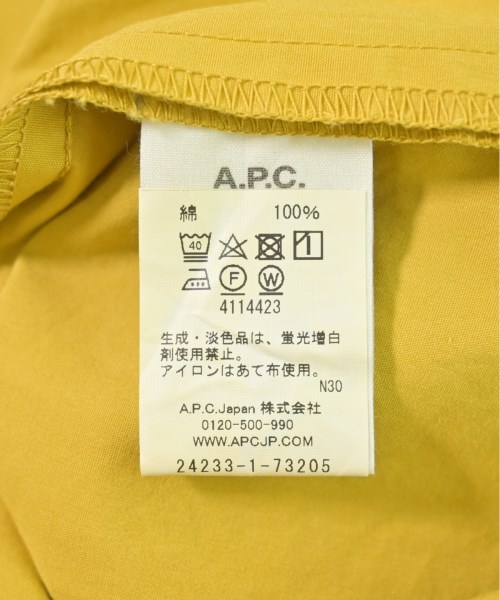 A.P.C.
綿 100%
40
F W
4114423
生成・淡色品は、蛍光増白
剤使用禁止。
アイロンはあて布使用。
N30
A.P.C.Japan 株式会社
0120-500-990
WWW.APCJP.COM
24233-1-73205